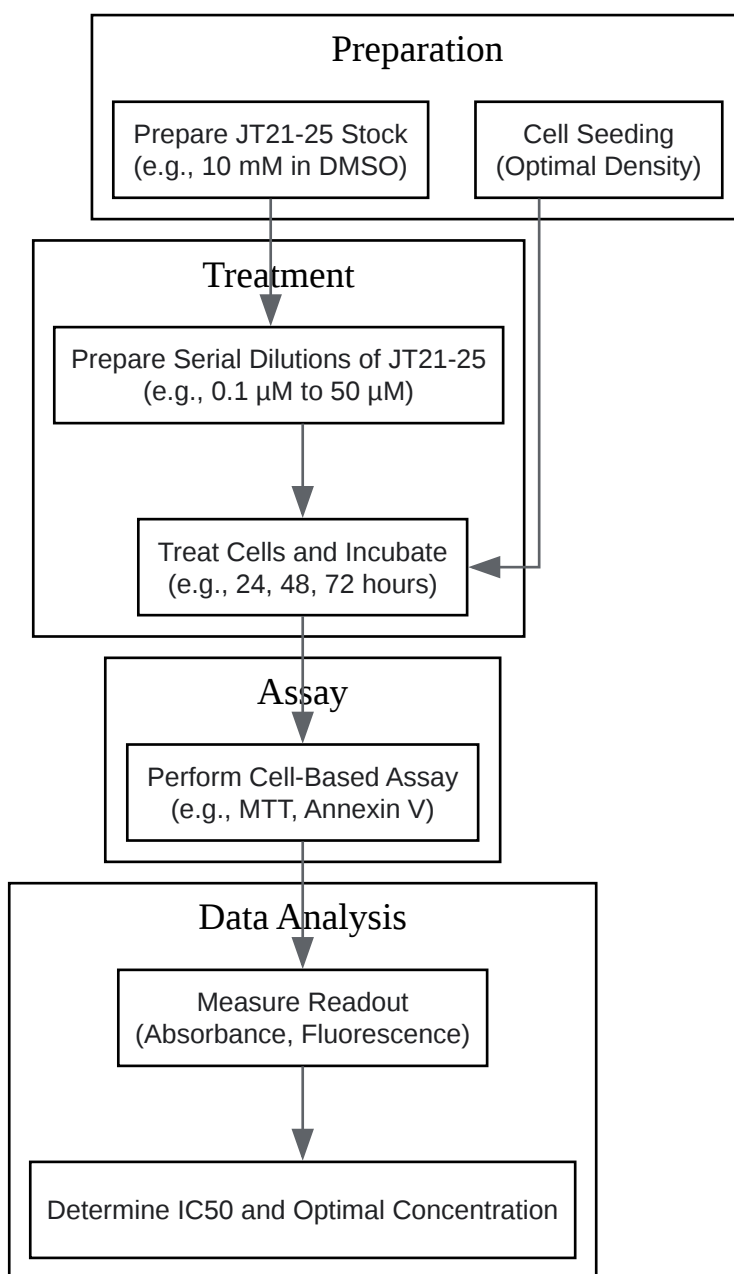 Preparation
Prepare JT21-25 Stock
(e.g., 10 mM in DMSO)
Cell Seeding
(Optimal Density)
Treatment
Prepare Serial Dilutions of JT21-25
(e.g., 0.1 µM to 50 µM)
Treat Cells and Incubate
(e.g., 24, 48, 72 hours)
Assay
Perform Cell-Based Assay
(e.g., MTT, Annexin V)
Data Analysis
Measure Readout
(Absorbance, Fluorescence)
Determine IC50 and Optimal Concentration